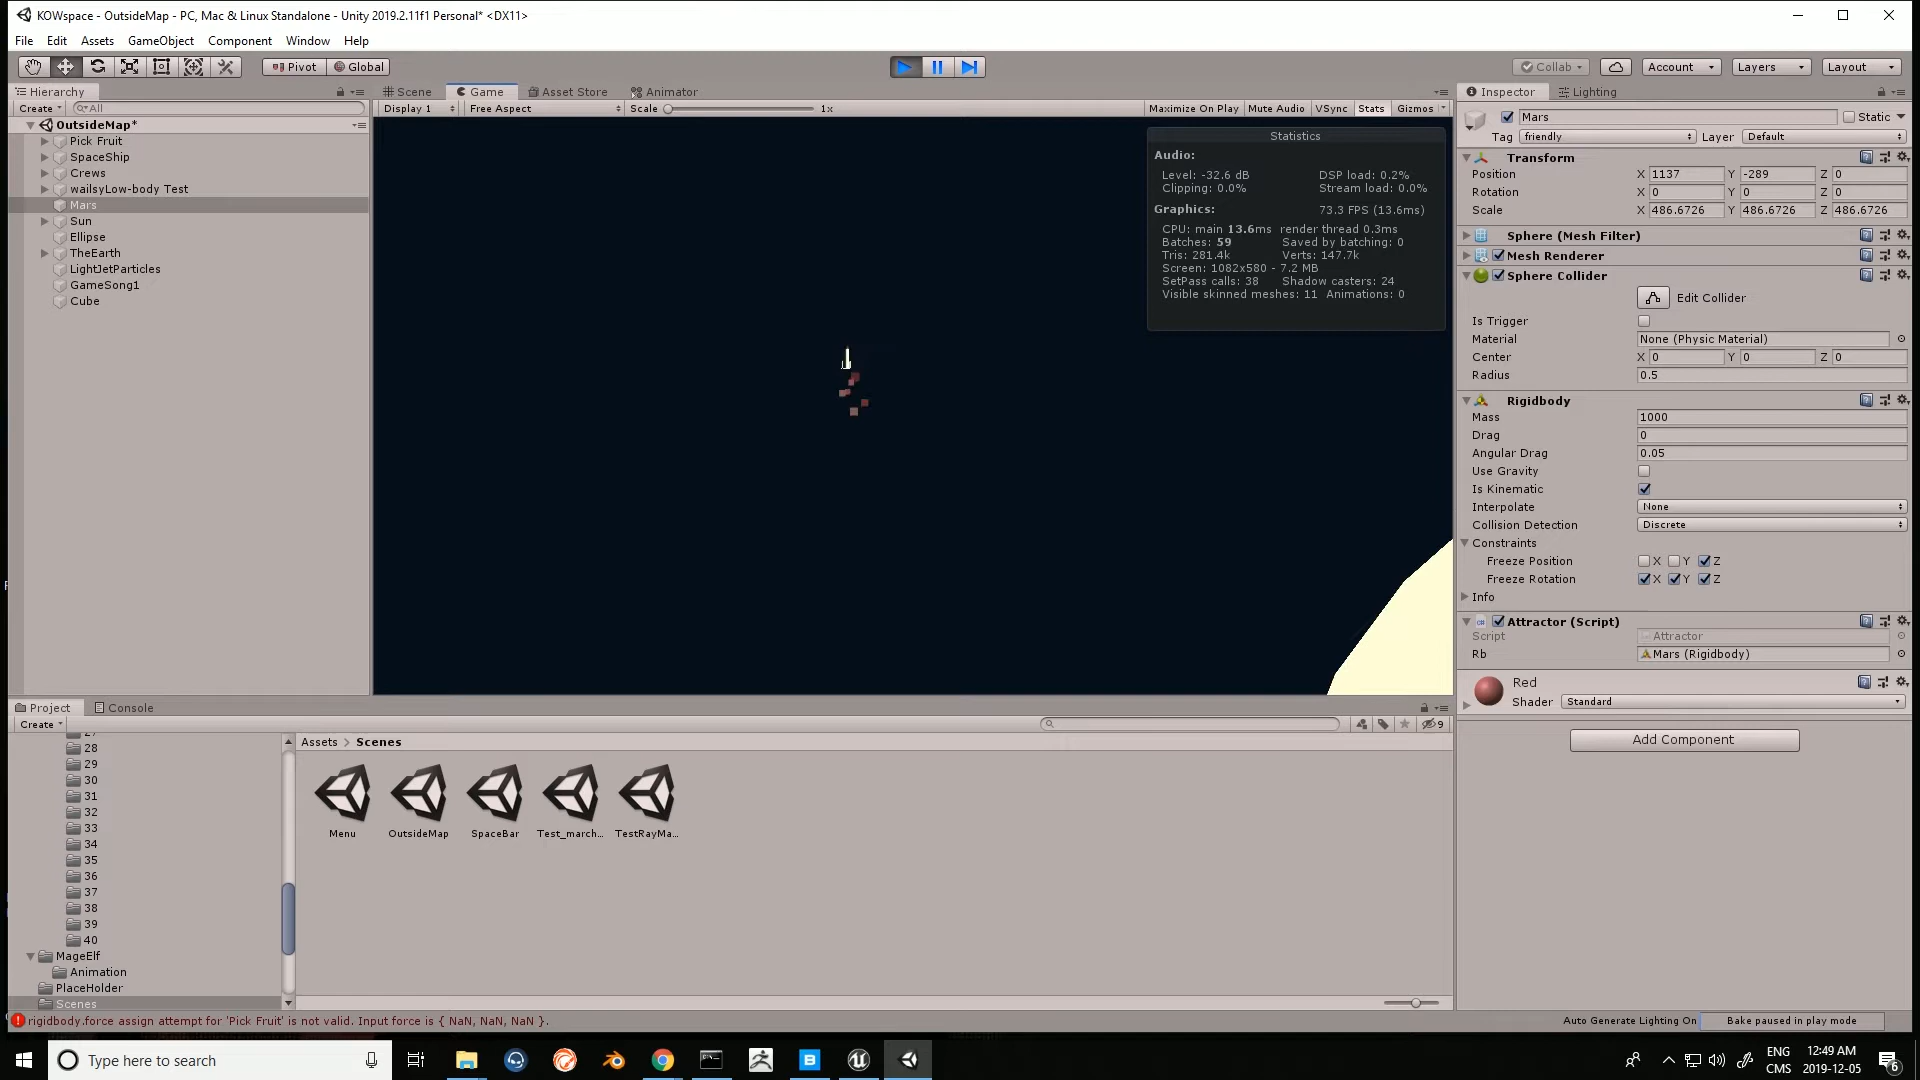 KOWspace - OutsideMap - PC, Mac & Linux Standalone - Unity 2019.2.11f1 Personal* <DX11>
File Edit Assets GameObject Component Window Help
Pivot Global Collab Account Layers Layout
Hierarchy
Create All
OutsideMap*
Pick Fruit
SpaceShip
Crews
wailsyLow-body Test
Mars
Sun
Ellipse
TheEarth
LightJetParticles
GameSong1
Cube
Scene Game Asset Store Animator
Display 1 Free Aspect Scale 1x Maximize On Play Mute Audio VSync Stats Gizmos
Statistics
Audio:
Level: -32.6 dB DSP load: 0.2%
Clipping: 0.0% Stream load: 0.0%
Graphics: 73.3 FPS (13.6ms)
CPU: main 13.6ms render thread 0.3ms
Batches: 59 Saved by batching: 0
Tris: 281.4k Verts: 147.7k
Screen: 1082x580 - 7.2 MB
SetPass calls: 38 Shadow casters: 24
Visible skinned meshes: 11 Animations: 0
Inspector Lighting
Mars Static
Tag friendly Layer Default
Transform
Position X 1137 Y -289 Z 0
Rotation X 0 Y 0 Z 0
Scale X 486.6726 Y 486.6726 Z 486.6726
Sphere (Mesh Filter)
Mesh Renderer
Sphere Collider
Edit Collider
Is Trigger
Material None (Physic Material)
Center X 0 Y 0 Z 0
Radius 0.5
Rigidbody
Mass 1000
Drag 0
Angular Drag 0.05
Use Gravity
Is Kinematic
Interpolate None
Collision Detection Discrete
Constraints
Freeze Position X Y Z
Freeze Rotation X Y Z
Info
Attractor (Script)
Script Attractor
Rb Mars (Rigidbody)
Red
Shader Standard
Add Component
Project Console
Create 9
28
29
30
31
32
33
34
35
36
37
38
39
40
MageElf
Animation
PlaceHolder
Scenes
Assets > Scenes
Menu OutsideMap SpaceBar Test_march... TestRayMa...
rigidbody.force assign attempt for 'Pick Fruit' is not valid. Input force is { NaN, NaN, NaN }.
Auto Generate Lighting On Bake paused in play mode
Type here to search
ENG
CMS
12:49 AM
2019-12-05
6